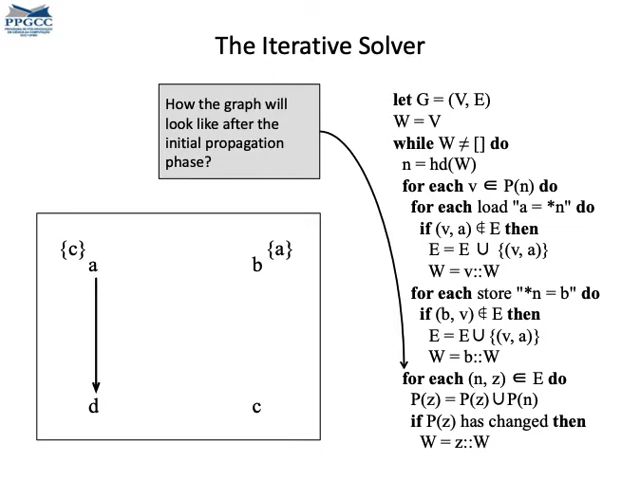 PPGCC
The Iterative Solver
How the graph will
look like after the
initial propagation
phase?
let G = (V, E)
W = V
while W ≠ [] do
n = hd(W)
for each v ∈ P(n) do
for each load "a = *n" do
if (v, a) ∉ E then
E = E ∪ {(v, a)}
W = v::W
for each store "*n = b" do
if (b, v) ∉ E then
E = E∪{(v, a)}
W = b::W
for each (n, z) ∈ E do
P(z) = P(z)∪P(n)
if P(z) has changed then
W = z::W
{c} {a}
a b
d c